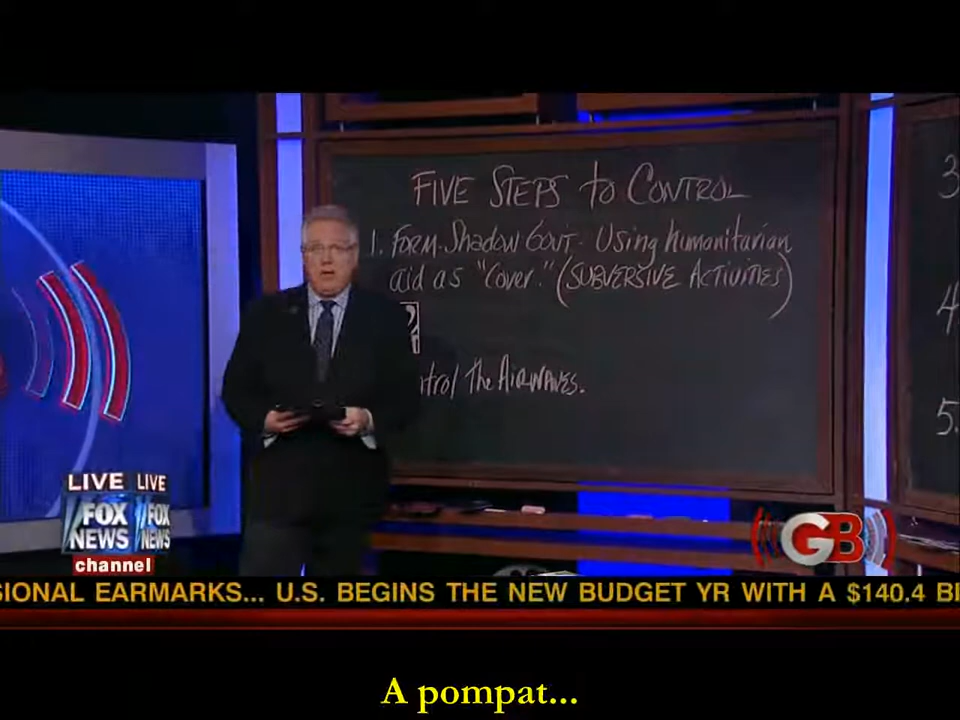 FIVE STEPS to CONTROL
1. FORM. Shadow GOVT. Using humanitarian
aid as "Cover." (SUBVERSIVE ACTIVITIES)
ntrol The AIRWAVES.
3
4
5.
LIVE LIVE
FOX FOX
NEWS NEWS
channel
GB
SIONAL EARMARKS... U.S. BEGINS THE NEW BUDGET YR WITH A $140.4 BI
A pompat...